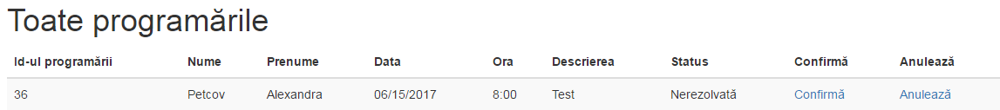 Toate programările
Id-ul programării Nume Prenume Data Ora Descrierea Status Confirmă Anulează
36 Petcov Alexandra 06/15/2017 8:00 Test Nerezolvată Confirmă Anulează